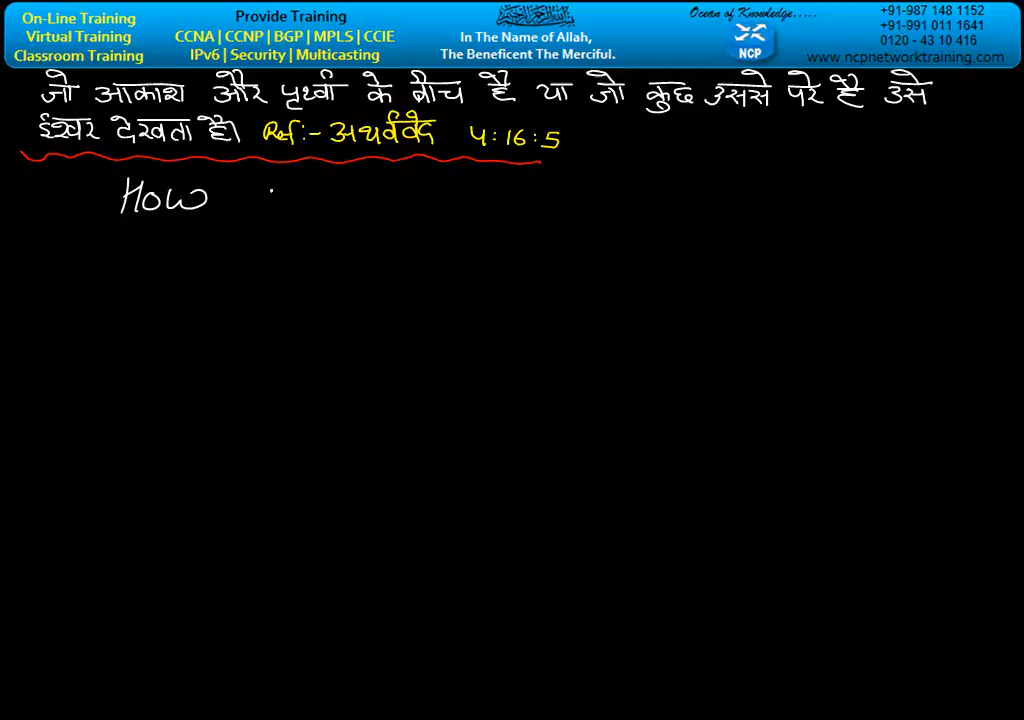 On-Line Training
Virtual Training
Classroom Training
Provide Training
CCNA | CCNP | BGP | MPLS | CCIE
IPv6 | Security | Multicasting
In The Name of Allah,
The Beneficent The Merciful.
Ocean of Knowledge.....
NCP
+91-987 148 1152
+91-991 011 1641
0120 - 43 10 416
www.ncpnetworktraining.com
जो आकाश और पृथ्वी के बीच है या जो कुछ उससे परे है उसे
ईश्वर देखता है। Ref:- अथर्ववेद 4:16:5
How